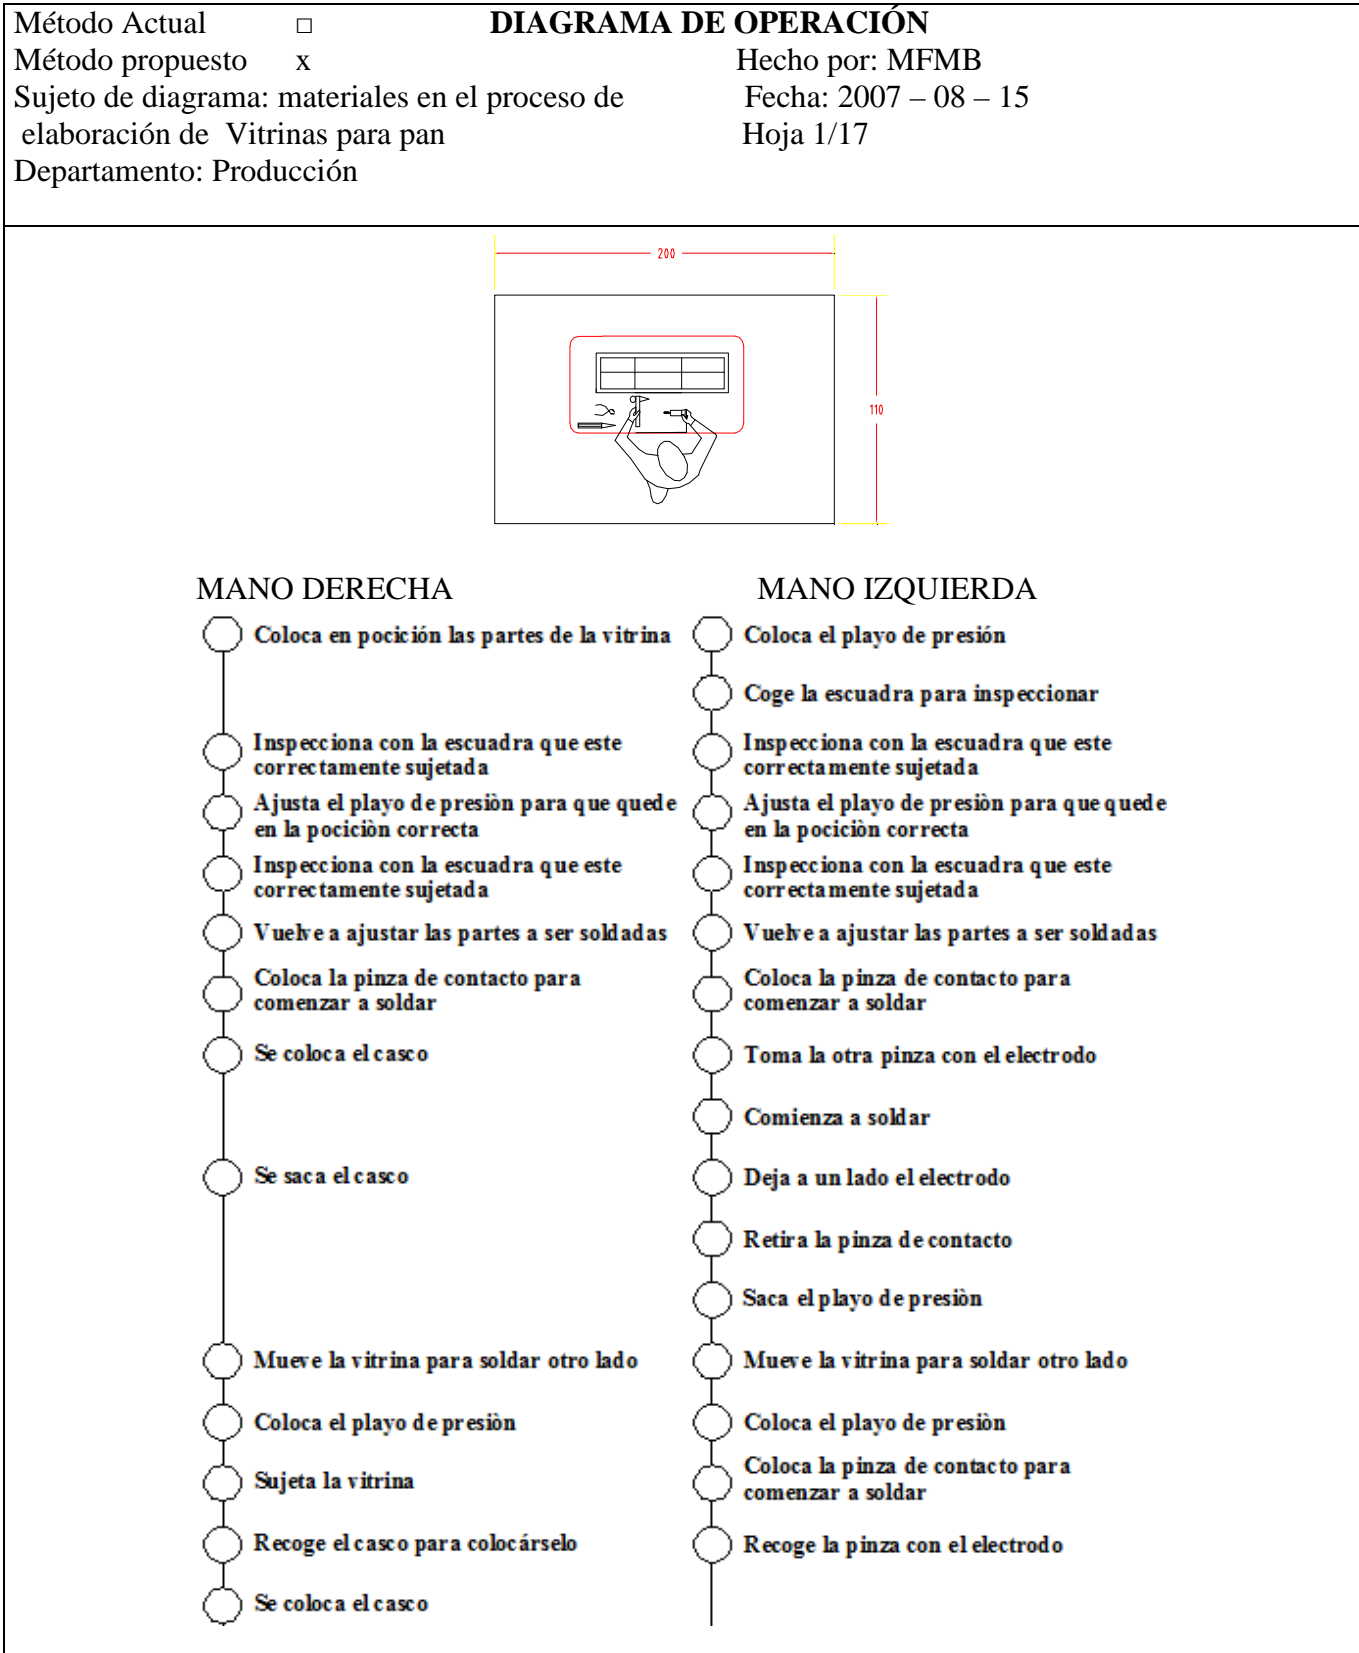 Método Actual □ DIAGRAMA DE OPERACIÓN
Método propuesto x Hecho por: MFMB
Sujeto de diagrama: materiales en el proceso de Fecha: 2007 – 08 – 15
elaboración de Vitrinas para pan Hoja 1/17
Departamento: Producción
200
110
MANO DERECHA MANO IZQUIERDA
Coloca en pocición las partes de la vitrina Coloca el playo de presión
Coge la escuadra para inspeccionar
Inspecciona con la escuadra que este Inspecciona con la escuadra que este
correctamente sujetada correctamente sujetada
Ajusta el playo de presiòn para que quede Ajusta el playo de presiòn para que quede
en la pociciòn correcta en la pociciòn correcta
Inspecciona con la escuadra que este Inspecciona con la escuadra que este
correctamente sujetada correctamente sujetada
Vuelve a ajustar las partes a ser soldadas Vuelve a ajustar las partes a ser soldadas
Coloca la pinza de contacto para Coloca la pinza de contacto para
comenzar a soldar comenzar a soldar
Se coloca el casco Toma la otra pinza con el electrodo
Comienza a soldar
Se saca el casco Deja a un lado el electrodo
Retira la pinza de contacto
Saca el playo de presiòn
Mueve la vitrina para soldar otro lado Mueve la vitrina para soldar otro lado
Coloca el playo de presiòn Coloca el playo de presiòn
Sujeta la vitrina Coloca la pinza de contacto para
comenzar a soldar
Recoge el casco para colocárselo Recoge la pinza con el electrodo
Se coloca el casco